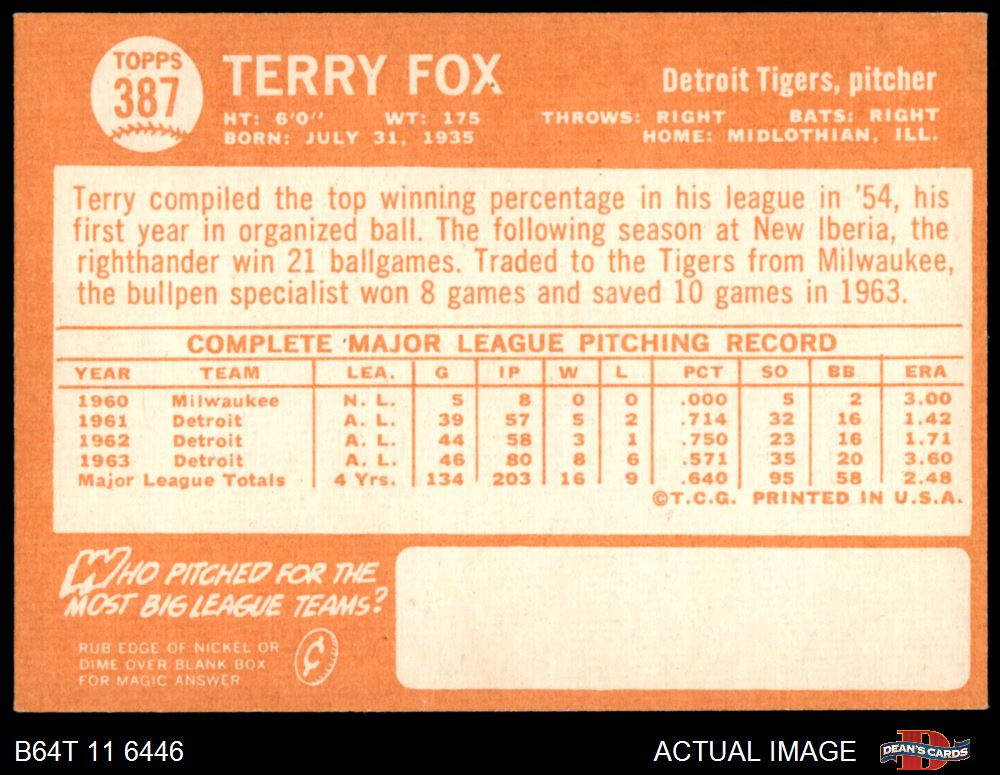 TOPPS
387
TERRY FOX
Detroit Tigers, pitcher
HT: 6'0" WT: 175 THROWS: RIGHT BATS: RIGHT
BORN: JULY 31, 1935 HOME: MIDLOTHIAN, ILL.
Terry compiled the top winning percentage in his league in '54, his
first year in organized ball. The following season at New Iberia, the
righthander win 21 ballgames. Traded to the Tigers from Milwaukee,
the bullpen specialist won 8 games and saved 10 games in 1963.
COMPLETE MAJOR LEAGUE PITCHING RECORD
YEAR TEAM LEA. G IP W L PCT SO BB ERA
1960 Milwaukee N. L. 5 8 0 0 .000 5 2 3.00
1961 Detroit A. L. 39 57 5 2 .714 32 16 1.42
1962 Detroit A. L. 44 58 3 1 .750 23 16 1.71
1963 Detroit A. L. 46 80 8 6 .571 35 20 3.60
Major League Totals 4 Yrs. 134 203 16 9 .640 95 58 2.48
©T.C.G. PRINTED IN U.S.A.
WHO PITCHED FOR THE
MOST BIG LEAGUE TEAMS?
RUB EDGE OF NICKEL OR
DIME OVER BLANK BOX
FOR MAGIC ANSWER
¢
B64T 11 6446
ACTUAL IMAGE
D
DEAN'S CARDS